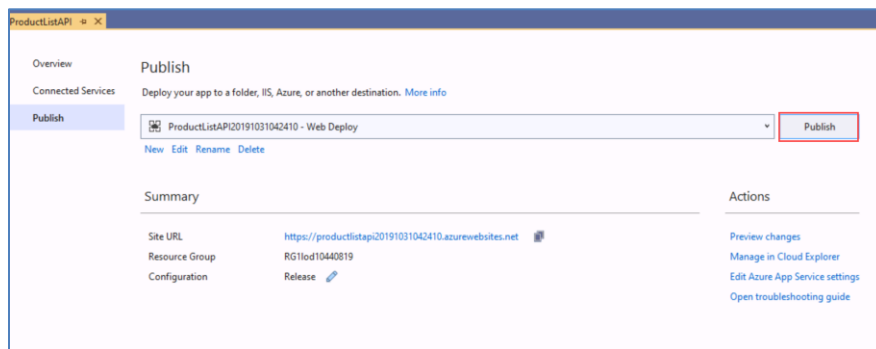 ProductListAPI
Overview
Connected Services
Publish
Publish
Deploy your app to a folder, IIS, Azure, or another destination. More info
ProductListAPI20191031042410 - Web Deploy
Publish
New Edit Rename Delete
Summary
Site URL https://productlistapi20191031042410.azurewebsites.net
Resource Group RG1lod10440819
Configuration Release
Actions
Preview changes
Manage in Cloud Explorer
Edit Azure App Service settings
Open troubleshooting guide